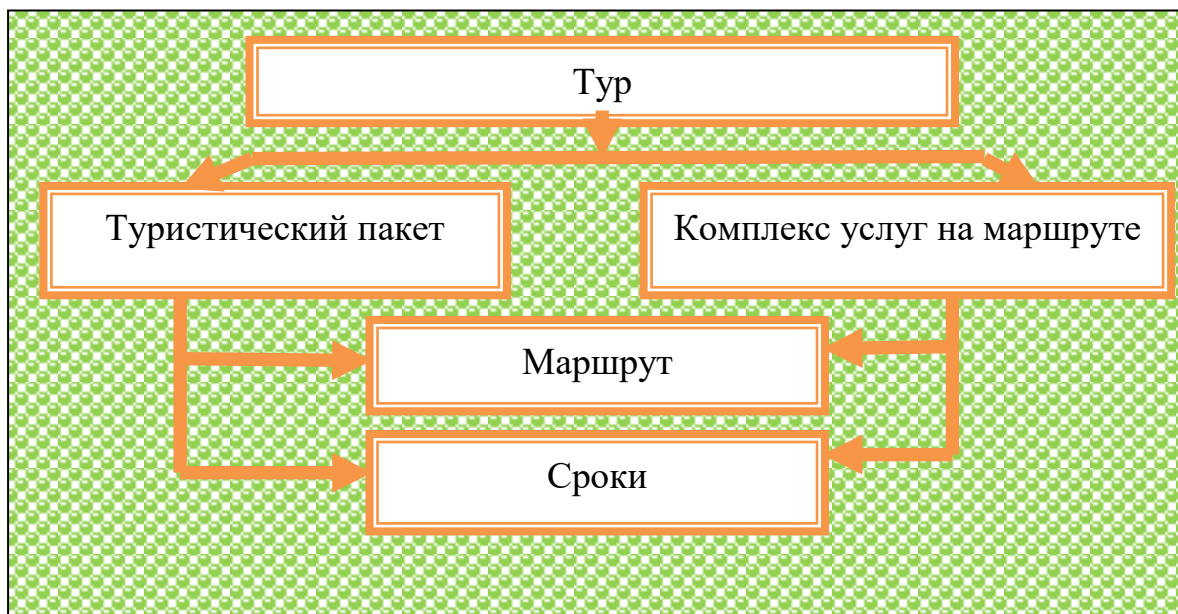 Тур
Туристический пакет
Комплекс услуг на маршруте
Маршрут
Сроки